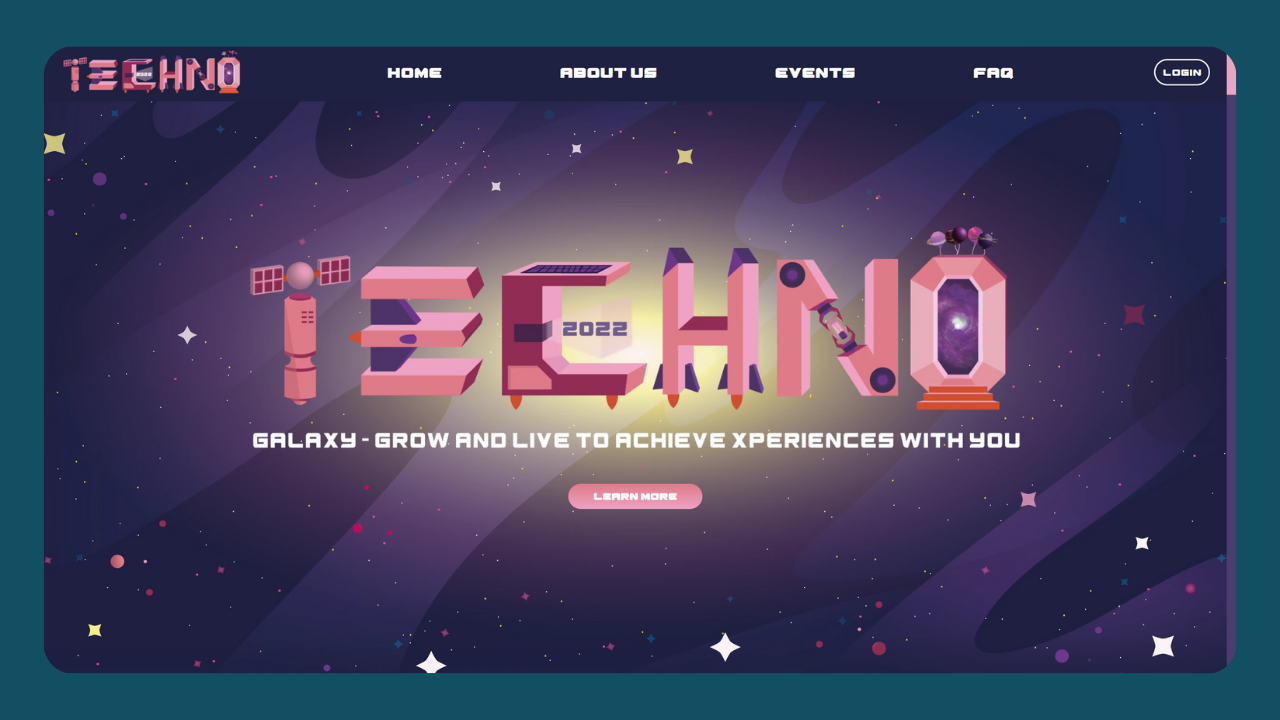 TECHNO
2022
HOME
ABOUT US
EVENTS
FAQ
LOGIN
TECHNO
2022
GALAXY - GROW AND LIVE TO ACHIEVE XPERIENCES WITH YOU
LEARN MORE